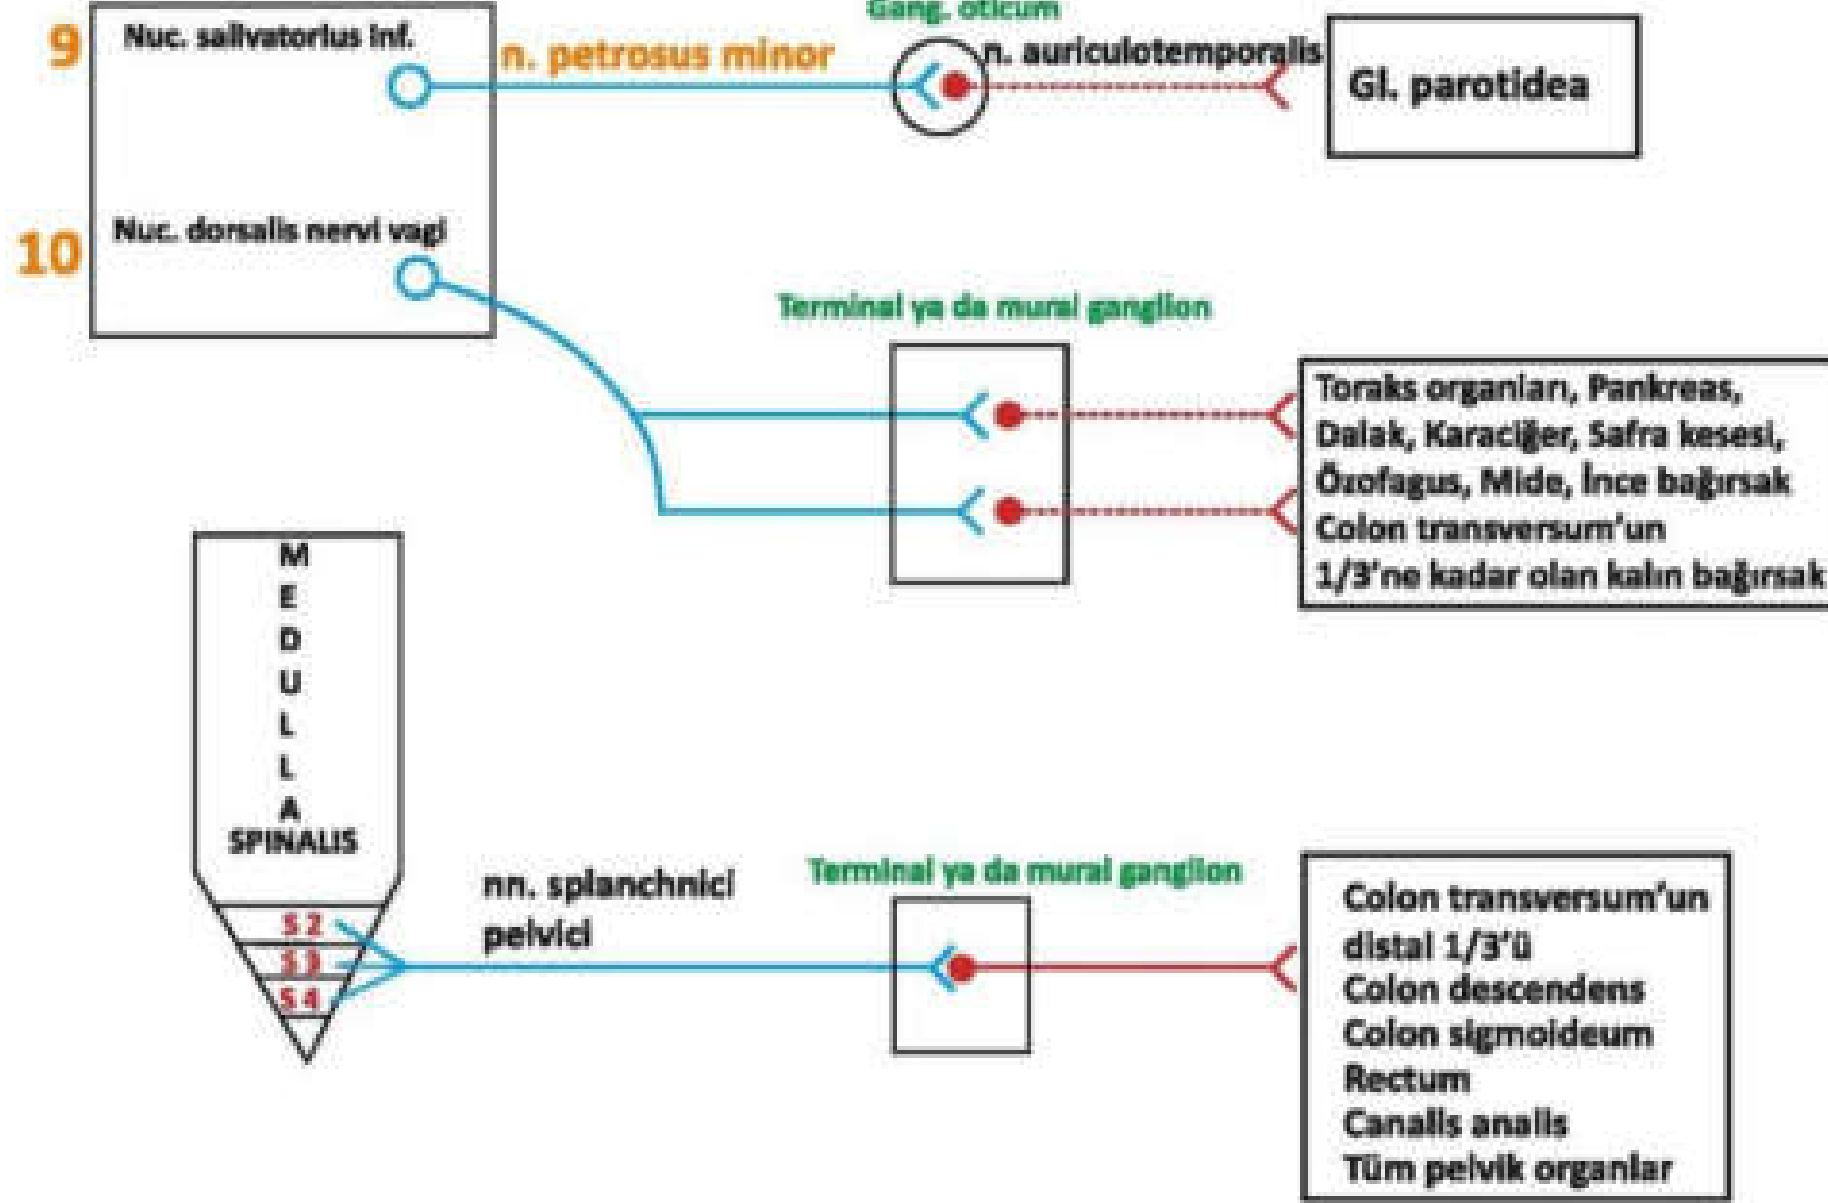 Gang. oticum
9
Nuc. salivatorius inf.
n. petrosus minor
n. auriculotemporalis
Gl. parotidea
10
Nuc. dorsalis nervi vagi
Terminal ya da mural ganglion
Toraks organları, Pankreas,
Dalak, Karaciğer, Safra kesesi,
Özofagus, Mide, İnce bağırsak
Colon transversum'un
1/3'ne kadar olan kalın bağırsak
M
E
D
U
L
L
A
SPINALIS
S 2
S 3
S 4
nn. splanchnici
pelvici
Terminal ya da mural ganglion
Colon transversum'un
distal 1/3'ü
Colon descendens
Colon sigmoideum
Rectum
Canalis analis
Tüm pelvik organlar